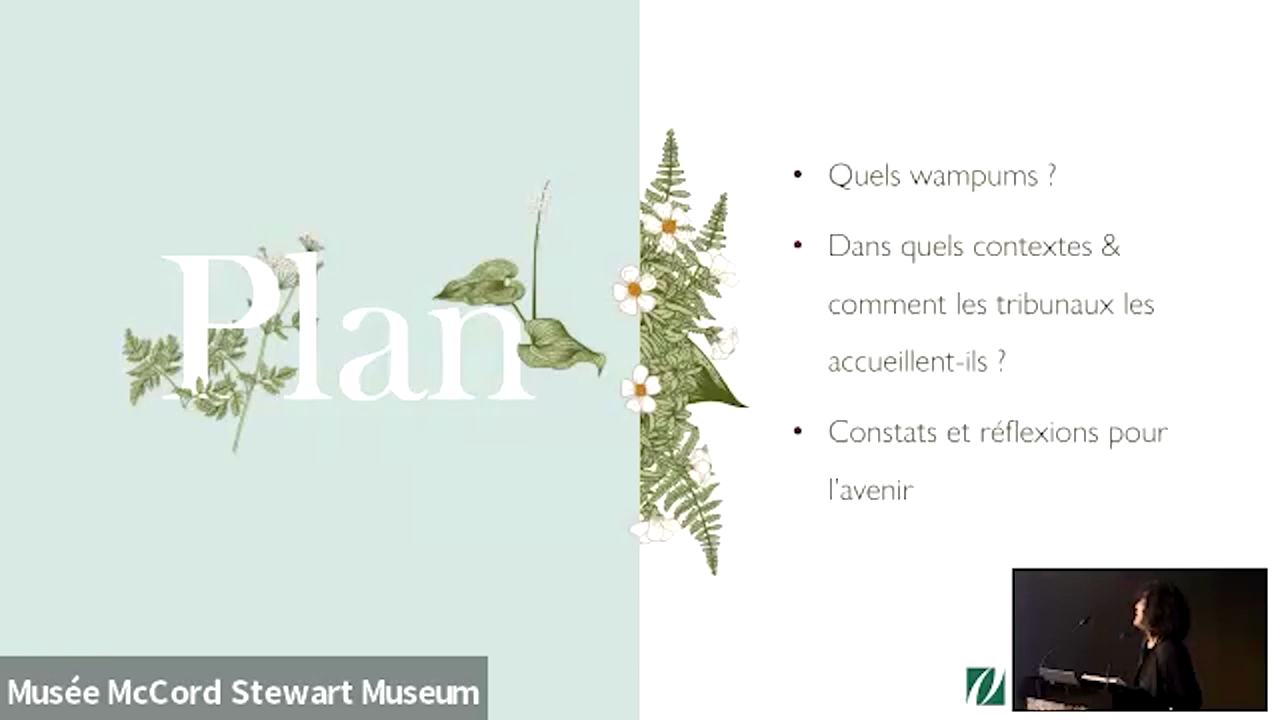 Plan
Quels wampums ?
Dans quels contextes &
comment les tribunaux les
accueillent-ils ?
Constats et réflexions pour
l'avenir
Musée McCord Stewart Museum